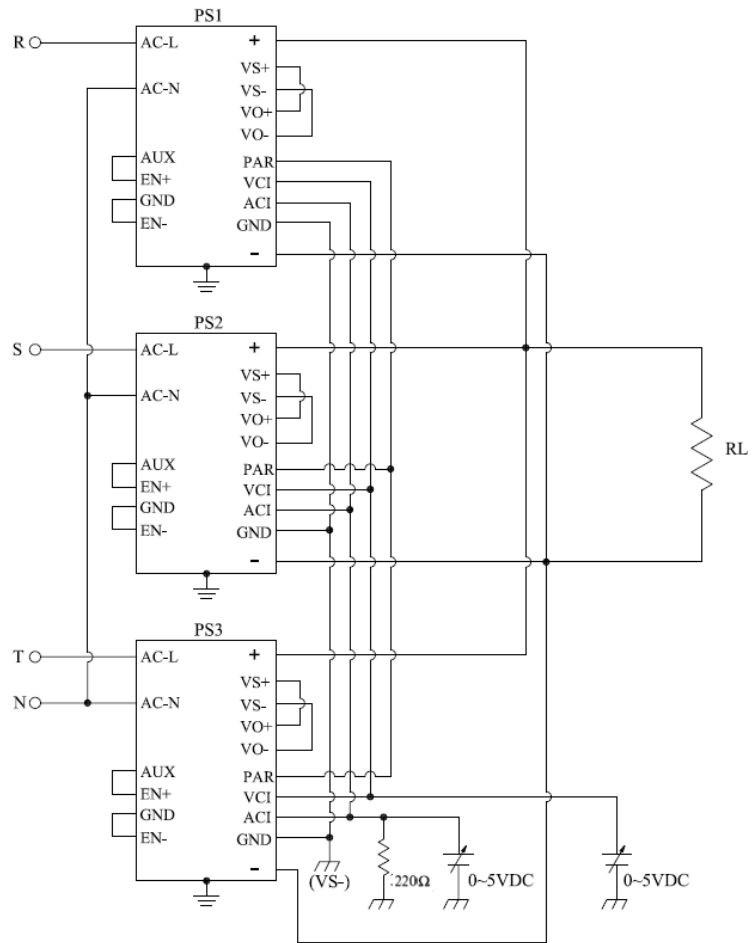 PS1
R
AC-L
+
AC-N
VS+
VS-
VO+
VO-
AUX
EN+
GND
EN-
PAR
VCI
ACI
GND
-
PS2
S
AC-L
+
AC-N
VS+
VS-
VO+
VO-
AUX
EN+
GND
EN-
PAR
VCI
ACI
GND
-
RL
PS3
T
AC-L
+
N
AC-N
VS+
VS-
VO+
VO-
AUX
EN+
GND
EN-
PAR
VCI
ACI
GND
-
(VS-)
220Ω
0~5VDC
0~5VDC